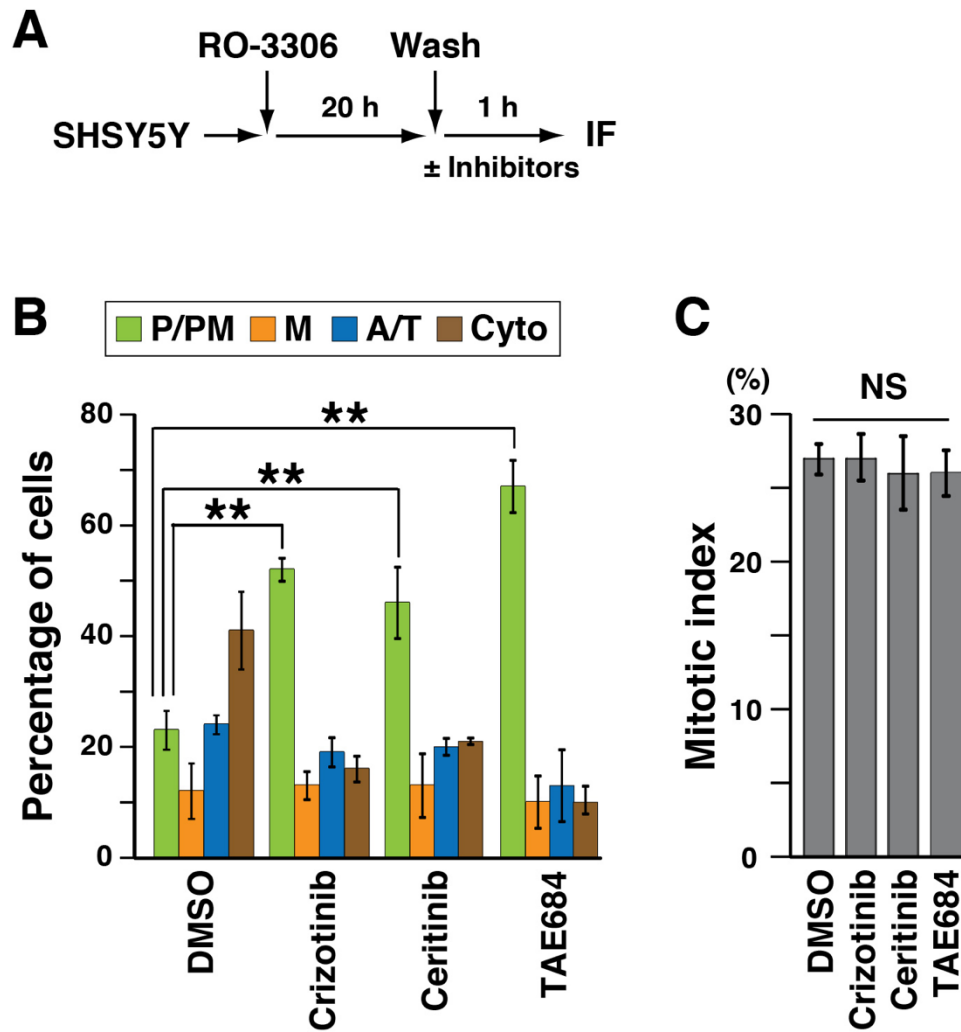 A
RO-3306 Wash
20 h 1 h
SHSY5Y IF
± Inhibitors
B
P/PM M A/T Cyto
Percentage of cells
80
60
40
20
0
**
**
**
DMSO
Crizotinib
Ceritinib
TAE684
C
(%)
NS
Mitotic index
30
20
10
0
DMSO
Crizotinib
Ceritinib
TAE684